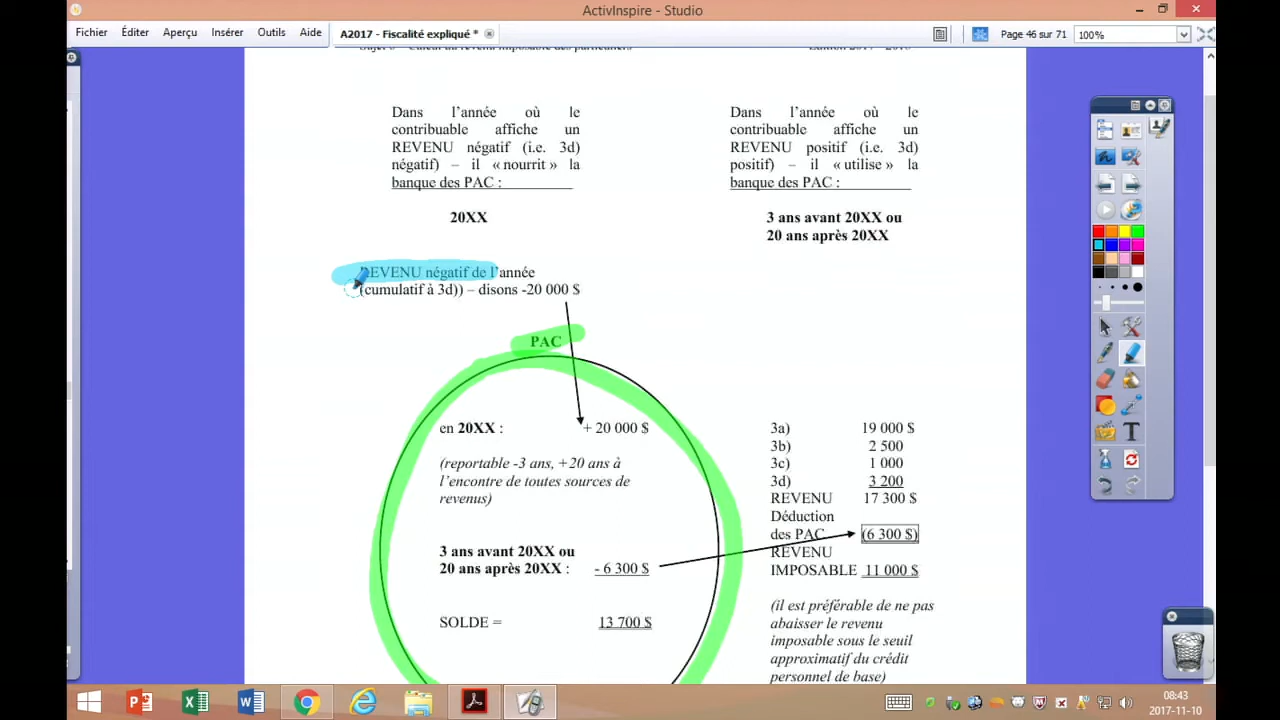 ActivInspire - Studio
Fichier Éditer Aperçu Insérer Outils Aide A2017 - Fiscalité expliqué * Page 46 sur 71 100%
Dans l'année où le
contribuable affiche un
REVENU négatif (i.e. 3d)
négatif) – il « nourrit » la
banque des PAC :
20XX
Dans l'année où le
contribuable affiche un
REVENU positif (i.e. 3d)
positif) – il « utilise » la
banque des PAC :
3 ans avant 20XX ou
20 ans après 20XX
REVENU négatif de l'année
(cumulatif à 3d)) – disons -20 000 $
PAC
en 20XX : + 20 000 $
(reportable -3 ans, +20 ans à
l'encontre de toutes sources de
revenus)
3 ans avant 20XX ou
20 ans après 20XX : - 6 300 $
SOLDE = 13 700 $
3a) 19 000 $
3b) 2 500
3c) 1 000
3d) 3 200
REVENU 17 300 $
Déduction
des PAC (6 300 $)
REVENU
IMPOSABLE 11 000 $
(il est préférable de ne pas
abaisser le revenu
imposable sous le seuil
approximatif du crédit
personnel de base)
08:43
2017-11-10